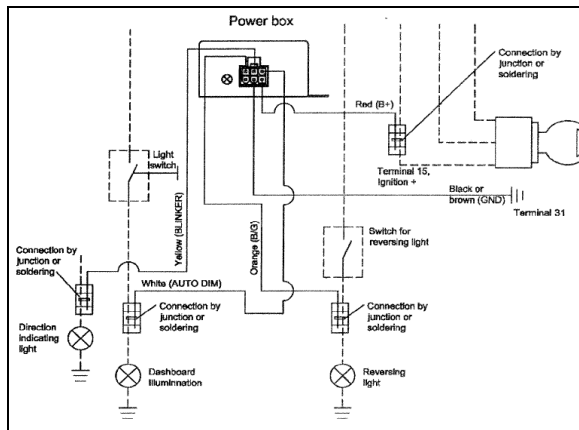 Power box
Connection by
junction or
soldering
Red (B+)
Light
switch
Terminal 15,
Ignition +
Black or
brown (GND)
Terminal 31
Yellow (BLINKER)
Orange (B/G)
Switch for
reversing light
Connection by
junction or
soldering
White (AUTO DIM)
Connection by
junction or
soldering
Connection by
junction or
soldering
Direction
indicating
light
Dashboard
illumination
Reversing
light